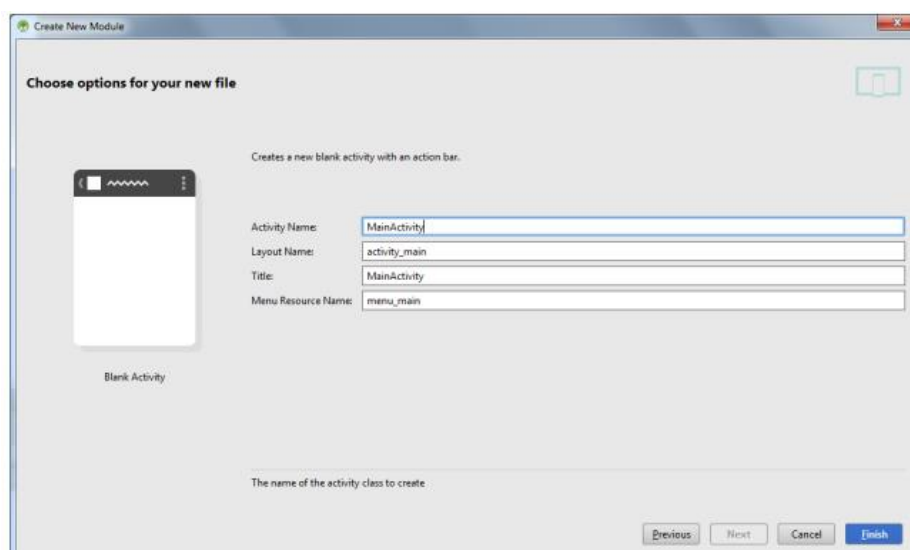 Create New Module
Choose options for your new file
Creates a new blank activity with an action bar.
Activity Name: MainActivity
Layout Name: activity_main
Title: MainActivity
Menu Resource Name: menu_main
Blank Activity
The name of the activity class to create
Previous Next Cancel Finish